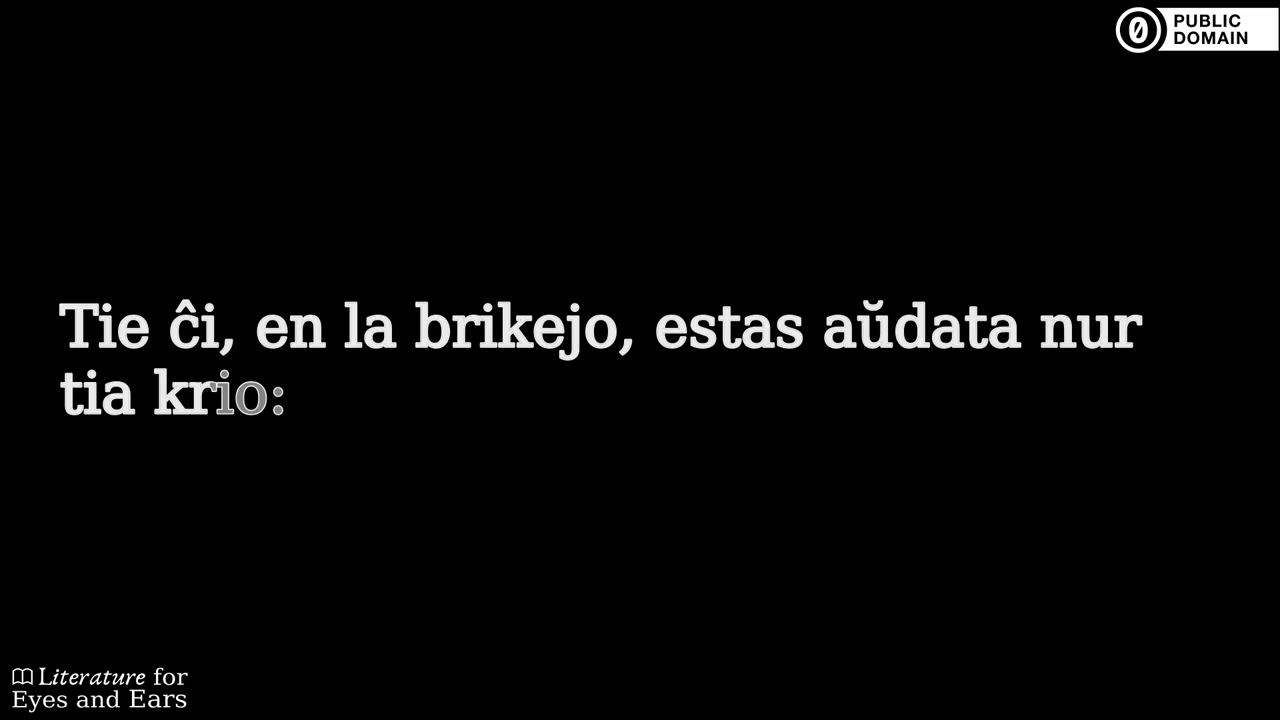 PUBLIC
DOMAIN
Tie ĉi, en la brikejo, estas aŭdata nur
tia krio:
Literature for
Eyes and Ears